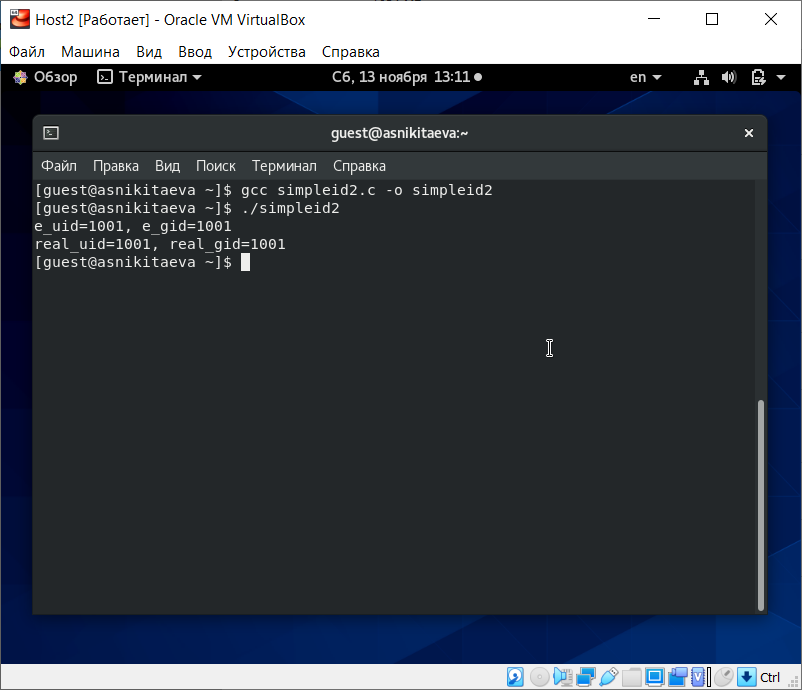 Host2 [Работает] - Oracle VM VirtualBox
Файл Машина Вид Ввод Устройства Справка
Обзор Терминал Сб, 13 ноября 13:11 en
guest@asnikitaeva:~
Файл Правка Вид Поиск Терминал Справка
[guest@asnikitaeva ~]$ gcc simpleid2.c -o simpleid2
[guest@asnikitaeva ~]$ ./simpleid2
e_uid=1001, e_gid=1001
real_uid=1001, real_gid=1001
[guest@asnikitaeva ~]$
Ctrl